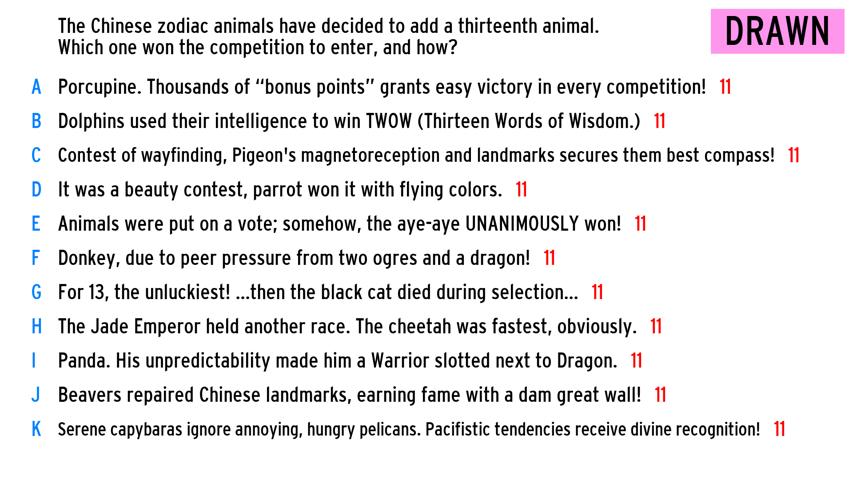 The Chinese zodiac animals have decided to add a thirteenth animal.
Which one won the competition to enter, and how?
DRAWN
A Porcupine. Thousands of “bonus points” grants easy victory in every competition! 11
B Dolphins used their intelligence to win TWOW (Thirteen Words of Wisdom.) 11
C Contest of wayfinding, Pigeon's magnetoreception and landmarks secures them best compass! 11
D It was a beauty contest, parrot won it with flying colors. 11
E Animals were put on a vote; somehow, the aye-aye UNANIMOUSLY won! 11
F Donkey, due to peer pressure from two ogres and a dragon! 11
G For 13, the unluckiest! ...then the black cat died during selection... 11
H The Jade Emperor held another race. The cheetah was fastest, obviously. 11
I Panda. His unpredictability made him a Warrior slotted next to Dragon. 11
J Beavers repaired Chinese landmarks, earning fame with a dam great wall! 11
K Serene capybaras ignore annoying, hungry pelicans. Pacifistic tendencies receive divine recognition! 11